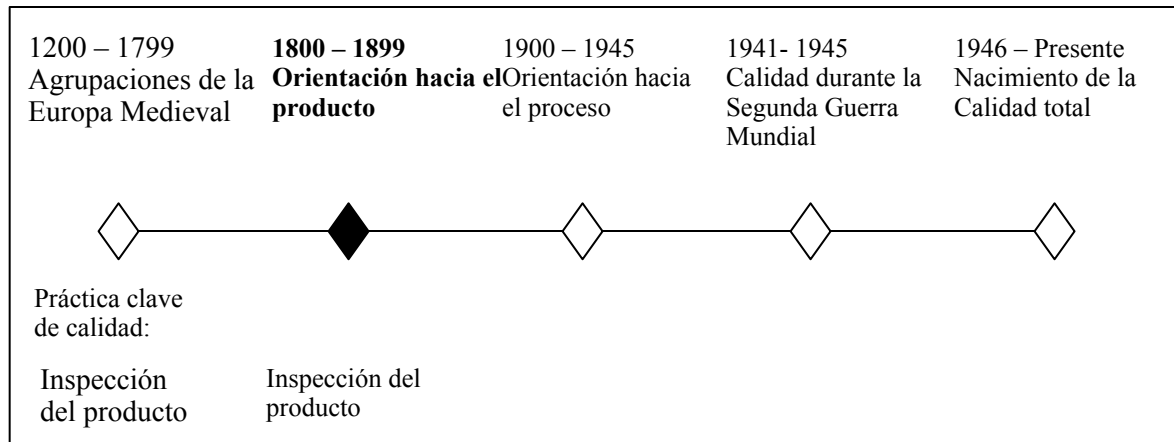 1200 – 1799
Agrupaciones de la
Europa Medieval
1800 – 1899
Orientación hacia el
producto
1900 – 1945
Orientación hacia
el proceso
1941- 1945
Calidad durante la
Segunda Guerra
Mundial
1946 – Presente
Nacimiento de la
Calidad total
Práctica clave
de calidad:
Inspección
del producto
Inspección del
producto